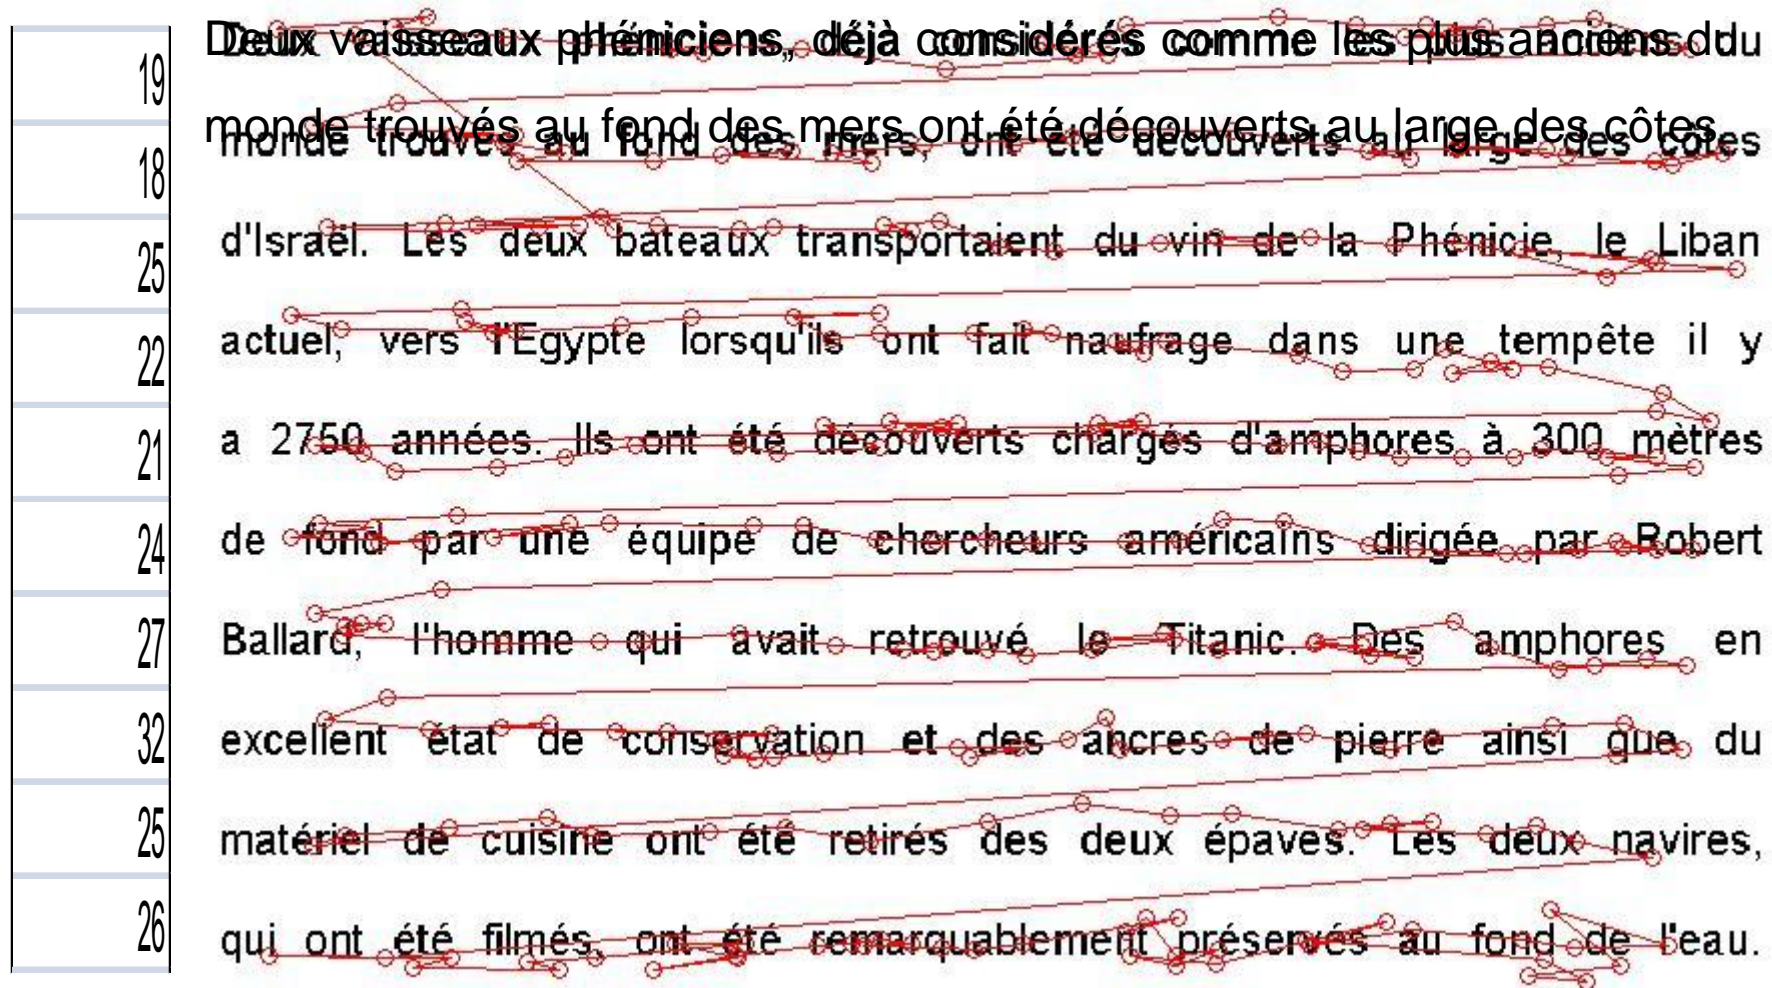 19 Deux vaisseaux phéniciens, déjà considérés comme les plus anciens du
18 monde trouvés au fond des mers, ont été découverts au large des côtes
25 d'Israël. Les deux bateaux transportaient du vin de la Phénicie, le Liban
22 actuel, vers l'Egypte lorsqu'ils ont fait naufrage dans une tempête il y
21 a 2750 années. Ils ont été découverts chargés d'amphores à 300 mètres
24 de fond par une équipe de chercheurs américains dirigée par Robert
27 Ballard, l'homme qui avait retrouvé le Titanic. Des amphores en
32 excellent état de conservation et des ancres de pierre ainsi que du
25 matériel de cuisine ont été retirés des deux épaves. Les deux navires,
26 qui ont été filmés, ont été remarquablement préservés au fond de l'eau.